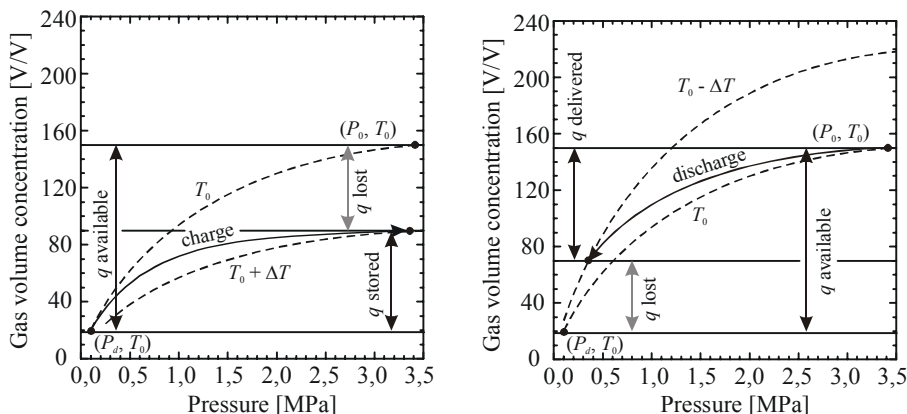 Gas volume concentration [V/V]
240
200
160
120
80
40
0
(P₀, T₀)
q available
T₀
q lost
charge
T₀ + ΔT
q stored
(P_d, T₀)
0,0 0,5 1,0 1,5 2,0 2,5 3,0 3,5
Pressure [MPa]
Gas volume concentration [V/V]
240
200
160
120
80
40
0
q delivered
T₀ - ΔT
(P₀, T₀)
discharge
T₀
q available
q lost
(P_d, T₀)
0,0 0,5 1,0 1,5 2,0 2,5 3,0 3,5
Pressure [MPa]